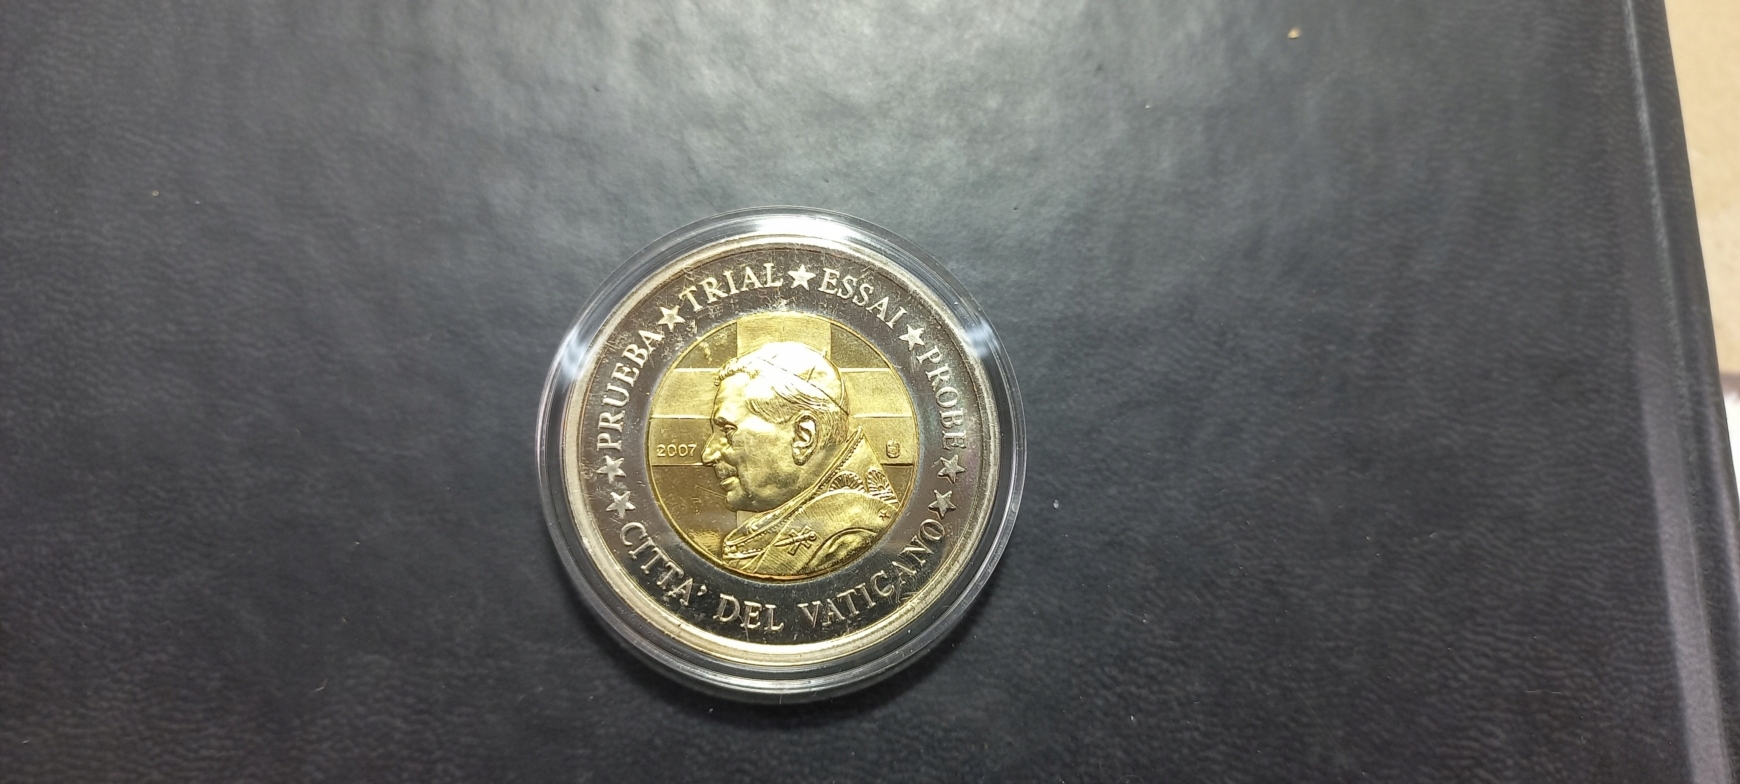 ★ PRUEBA ★ TRIAL ★ ESSAI ★ PROBE ★
★ CITTA' DEL VATICANO ★
2007